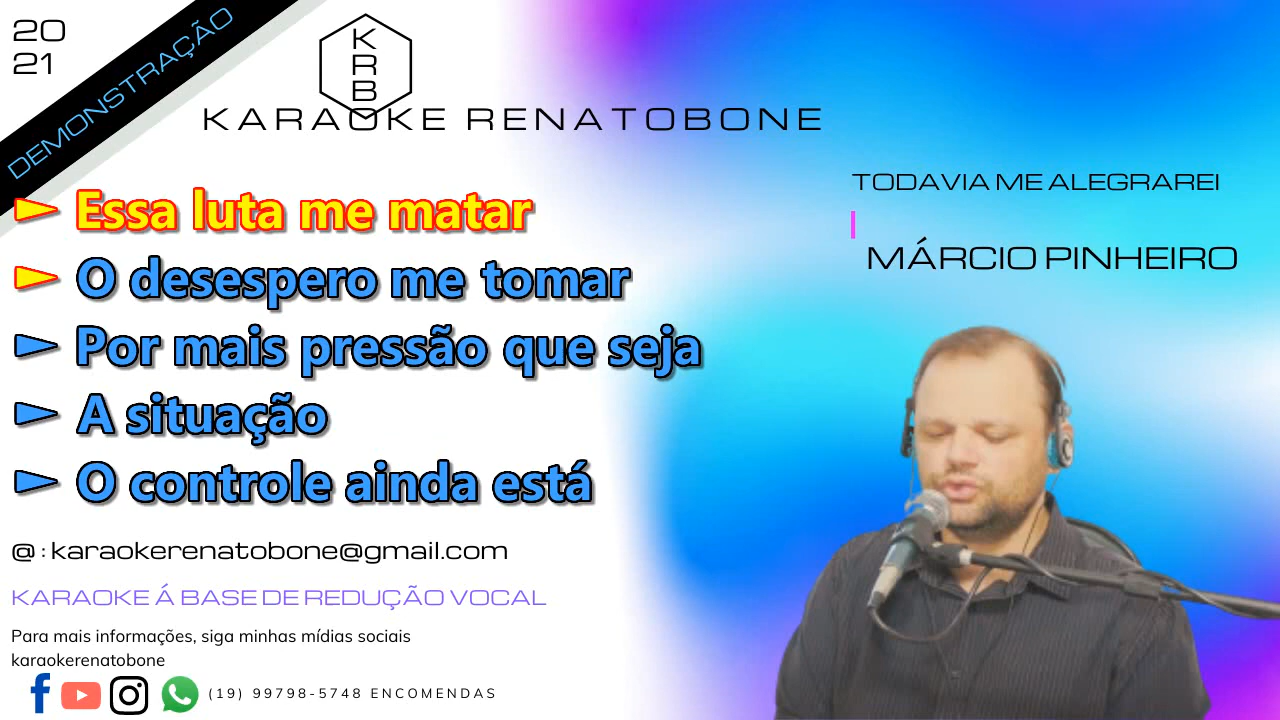 20
21
DEMONSTRAÇÃO
K
R
B
KARAOKE RENATOBONE
TODAVIA ME ALEGRAREI
MÁRCIO PINHEIRO
Essa luta me matar
O desespero me tomar
Por mais pressão que seja
A situação
O controle ainda está
@ : karaokerenatobone@gmail.com
KARAOKE Á BASE DE REDUÇÃO VOCAL
Para mais informações, siga minhas mídias sociais
karaokerenatobone
(19) 99798-5748 ENCOMENDAS